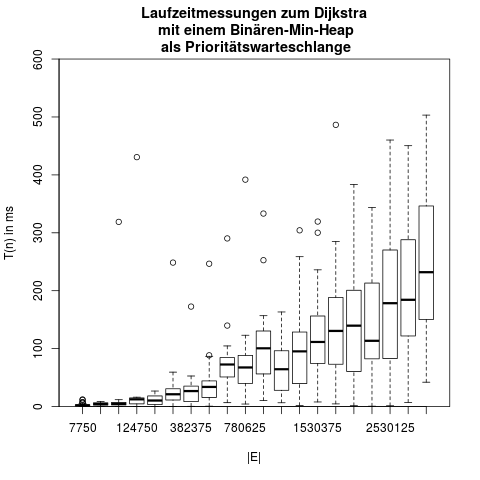 Laufzeitmessungen zum Dijkstra
mit einem Binären-Min-Heap
als Prioritätswarteschlange
T(n) in ms
600
500
400
300
200
100
0
7750 124750 382375 780625 1530375 2530125
|E|